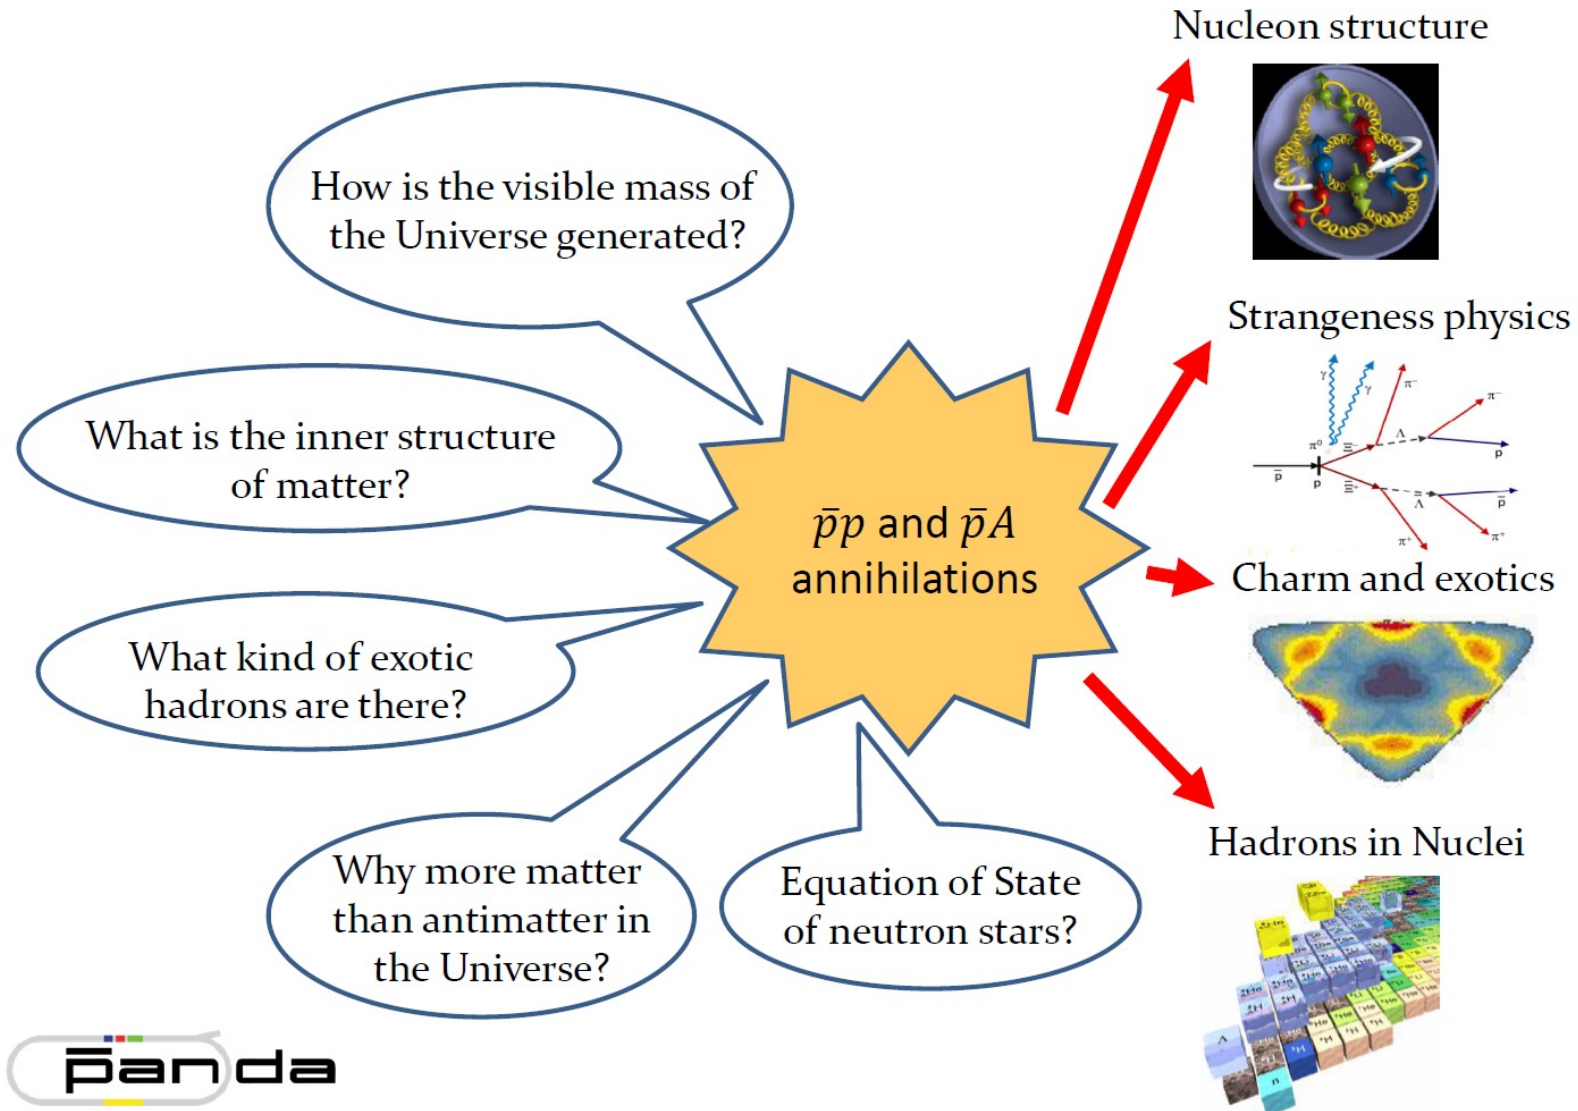 Nucleon structure
How is the visible mass of
the Universe generated?
Strangeness physics
γ
γ
π⁻
π⁻
What is the inner structure
of matter?
π⁰
Ξ⁻
Λ
p
p̄
p
Ξ̄⁺
Λ̄
p̄
π⁺
π⁺
p̄p and p̄A
annihilations
Charm and exotics
What kind of exotic
hadrons are there?
Hadrons in Nuclei
Why more matter
than antimatter in
the Universe?
Equation of State
of neutron stars?
Λ
n
p̄anda